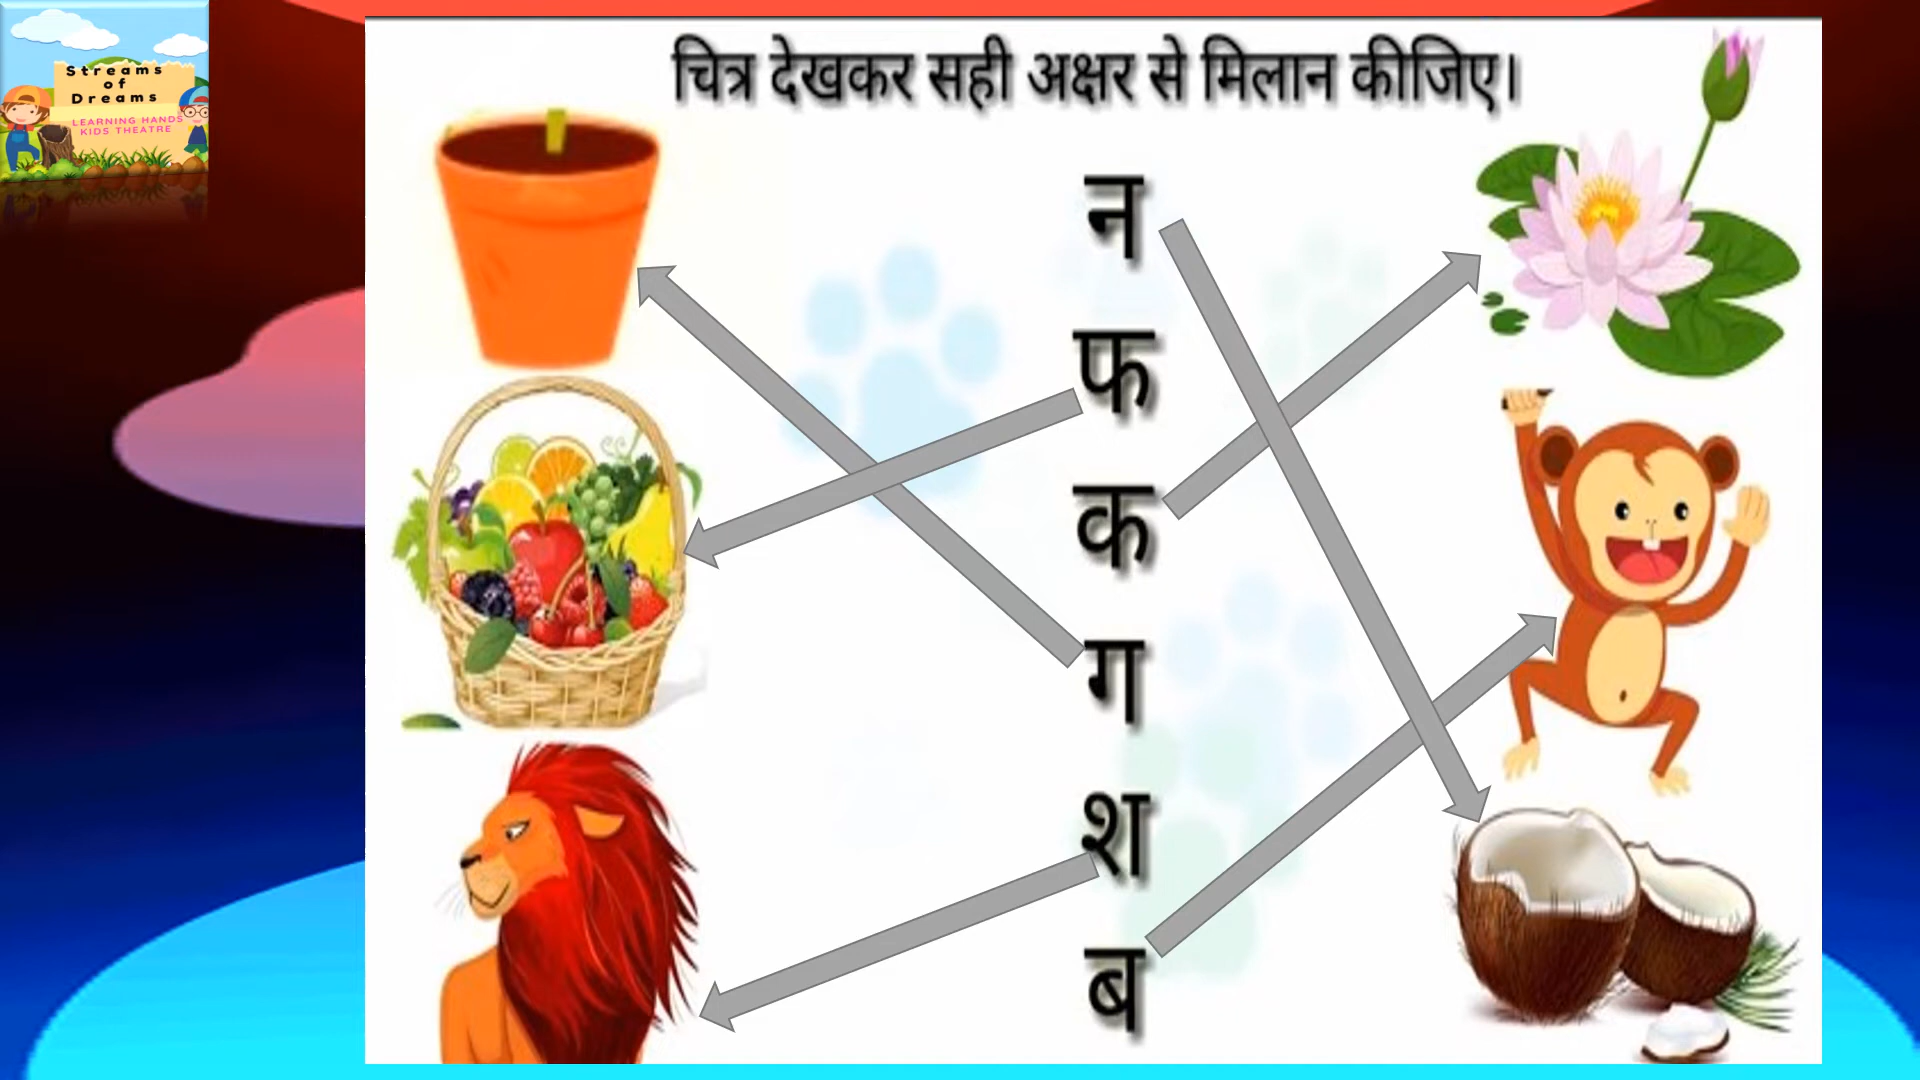 Streams
of
Dreams
LEARNING HANDS
KIDS THEATRE
चित्र देखकर सही अक्षर से मिलान कीजिए।
न
फ
क
ग
श
ब